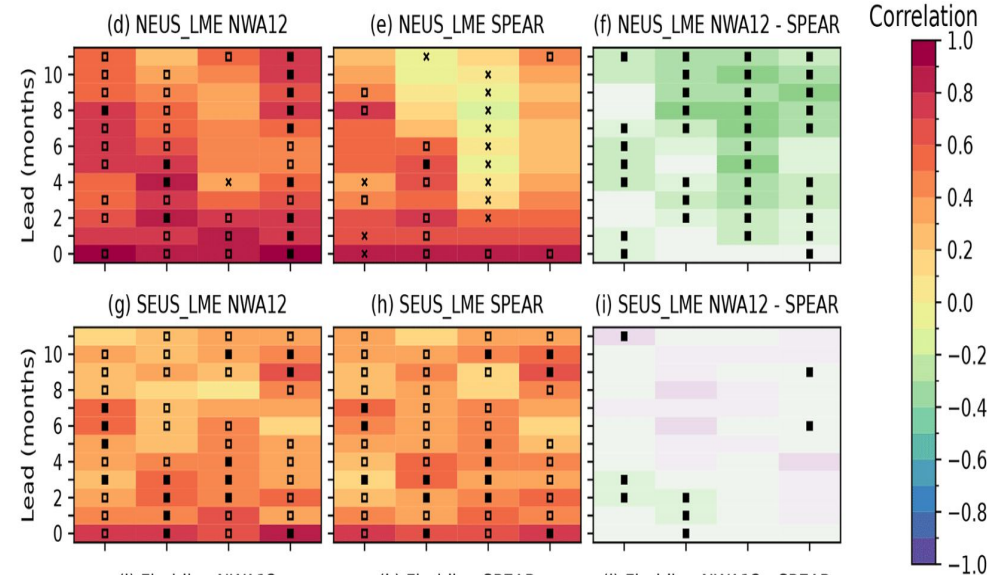 Correlation
(d) NEUS_LME NWA12
(e) NEUS_LME SPEAR
(f) NEUS_LME NWA12 - SPEAR
Lead (months)
10
8
6
4
2
0
(g) SEUS_LME NWA12
(h) SEUS_LME SPEAR
(i) SEUS_LME NWA12 - SPEAR
Lead (months)
10
8
6
4
2
0
1.0
0.8
0.6
0.4
0.2
0.0
−0.2
−0.4
−0.6
−0.8
−1.0